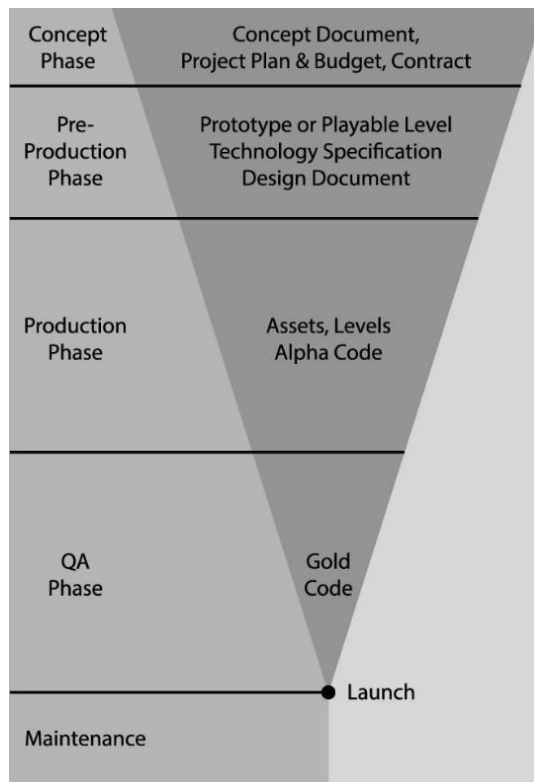 Concept
Phase
Concept Document,
Project Plan & Budget, Contract
Pre-
Production
Phase
Prototype or Playable Level
Technology Specification
Design Document
Production
Phase
Assets, Levels
Alpha Code
QA
Phase
Gold
Code
Launch
Maintenance